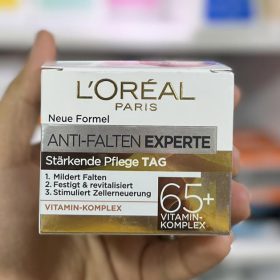 L'ORÉAL
PARIS
Neue Formel
ANTI-FALTEN EXPERTE
Stärkende Pflege TAG
1. Mildert Falten
2. Festigt & revitalisiert
3. Stimuliert Zellerneuerung
VITAMIN-KOMPLEX
65+
VITAMIN-
KOMPLEX